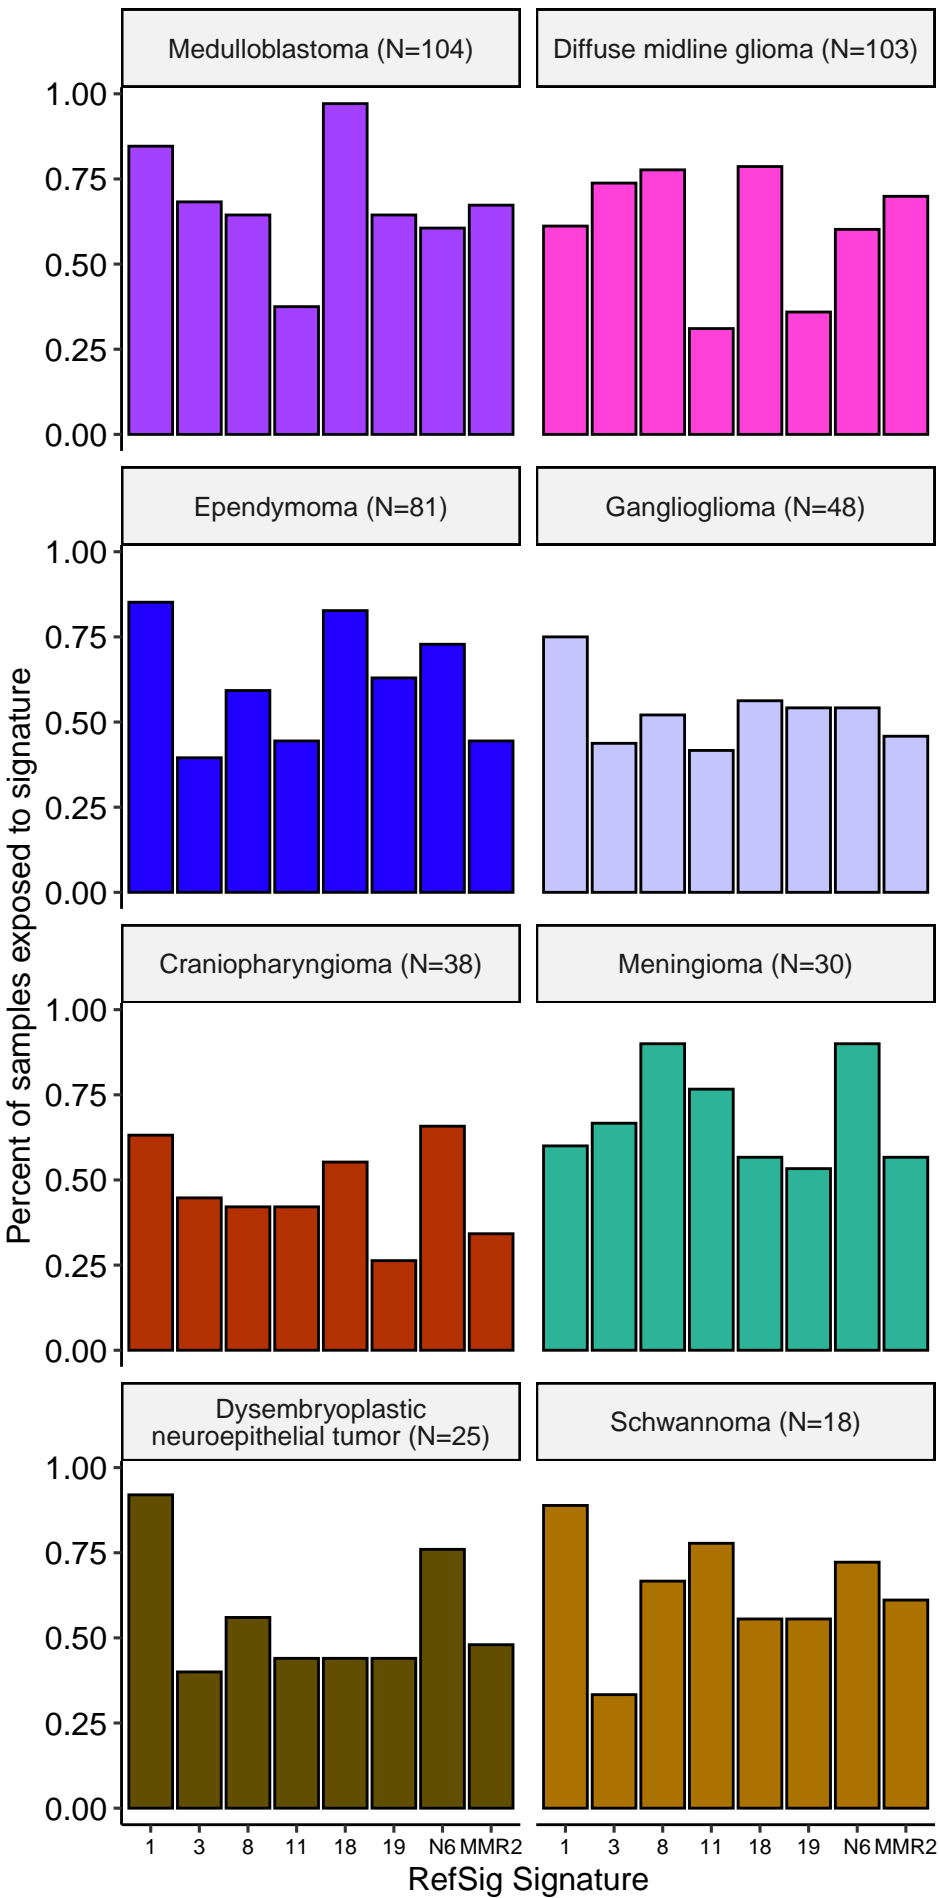 Medulloblastoma (N=104)
Diffuse midline glioma (N=103)
1.00
0.75
0.50
0.25
0.00
Ependymoma (N=81)
Ganglioglioma (N=48)
1.00
0.75
0.50
0.25
0.00
Percent of samples exposed to signature
Craniopharyngioma (N=38)
Meningioma (N=30)
1.00
0.75
0.50
0.25
0.00
Dysembryoplastic
neuroepithelial tumor (N=25)
Schwannoma (N=18)
1.00
0.75
0.50
0.25
0.00
1 3 8 11 18 19 N6 MMR2
1 3 8 11 18 19 N6 MMR2
RefSig Signature